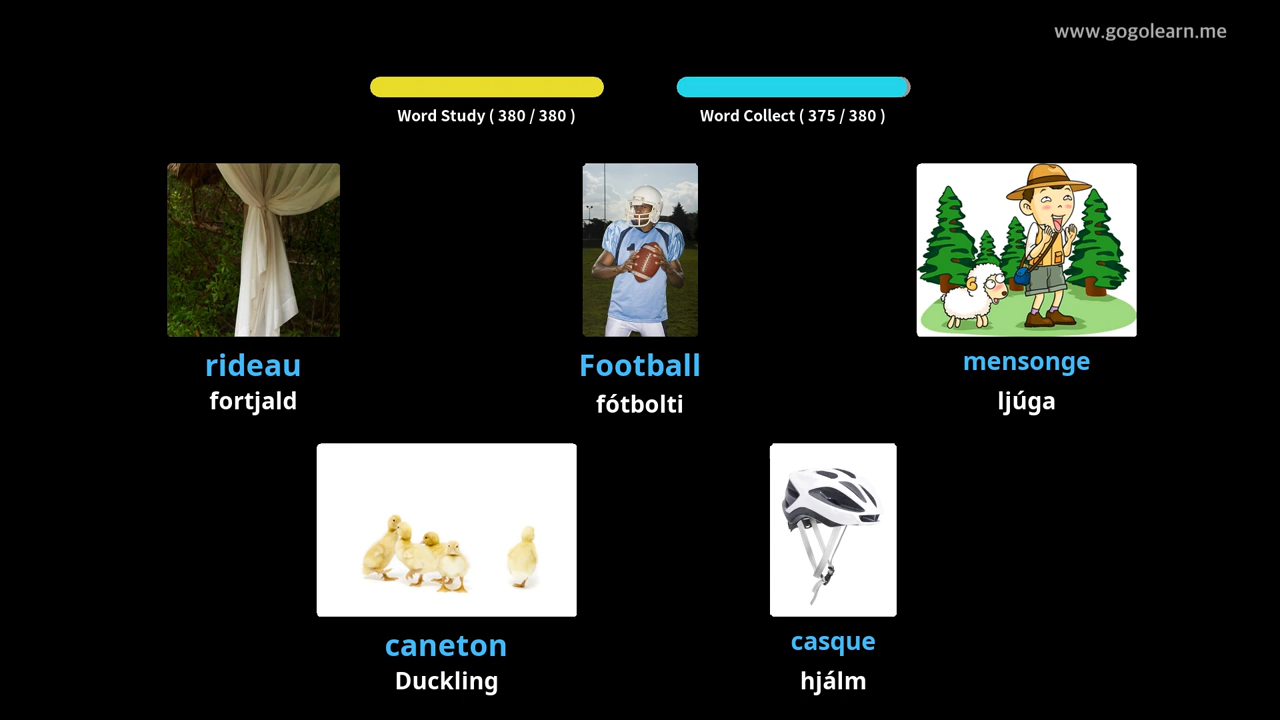 www.gogolearn.me
Word Study ( 380 / 380 )
Word Collect ( 375 / 380 )
rideau
fortjald
Football
fótbolti
mensonge
ljúga
caneton
Duckling
casque
hjálm